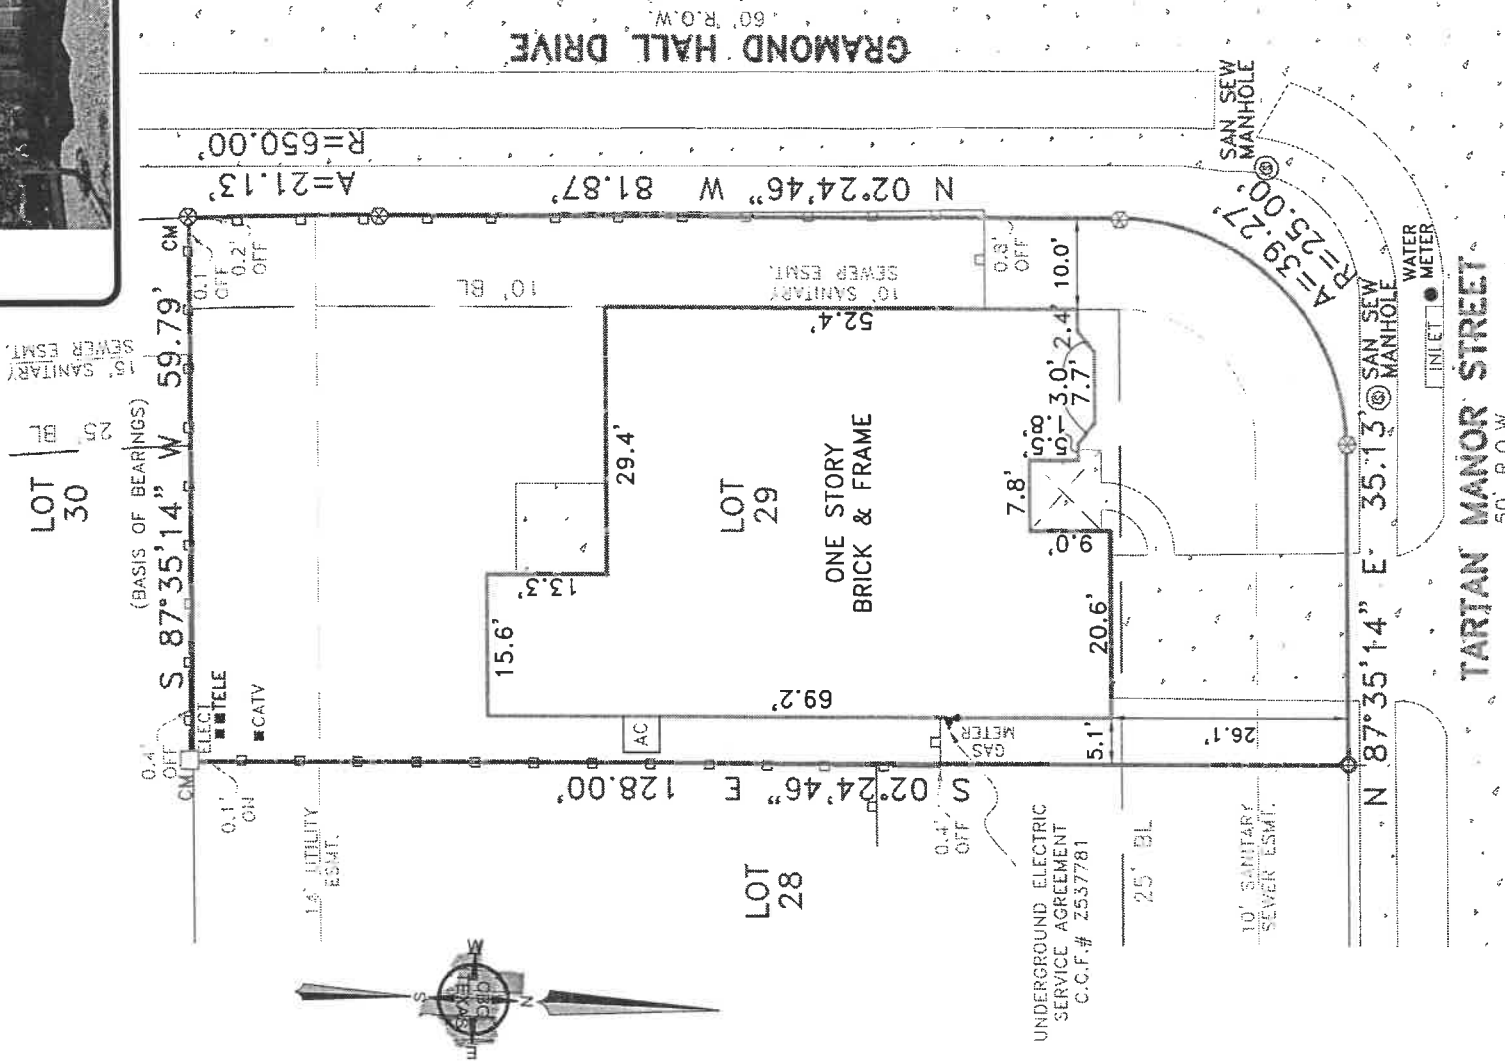 60' R.O.W.
GRAMOND HALL DRIVE
R=650.00'
A=21.13'
N 02°24'46" W 81.87'
SAN SEW
MANHOLE
A=39.27'
R=25.00'
CM
0.1'
OFF
0.2'
OFF
10' BL
10' SANITARY
SEWER ESMT.
0.3'
OFF
10.0'
WATER
METER
INLET
SAN SEW
MANHOLE
15' SANITARY
SEWER ESMT.
25' BL
LOT
30
(BASIS OF BEARINGS)
S 87°35'14" W 59.79'
52.4'
2.4'
3.0'
7.7'
1.8'
5.5'
7.8'
9.0'
29.4'
13.3'
15.6'
LOT
29
ONE STORY
BRICK & FRAME
20.6'
69.2'
AC
GAS
METER
5.1'
26.1'
ELECT
TELE
CATV
0.4'
OFF
CM
0.1'
ON
S 02°24'46" E 128.00'
N 87°35'14" E 35.13'
TARTAN MANOR STREET
50' R.O.W.
14' UTILITY
ESMT.
LOT
28
0.4'
OFF
UNDERGROUND ELECTRIC
SERVICE AGREEMENT
C.C.F.# Z537781
25' BL
10' SANITARY
SEWER ESMT.
W
S
N
E
CBG
TEXAS